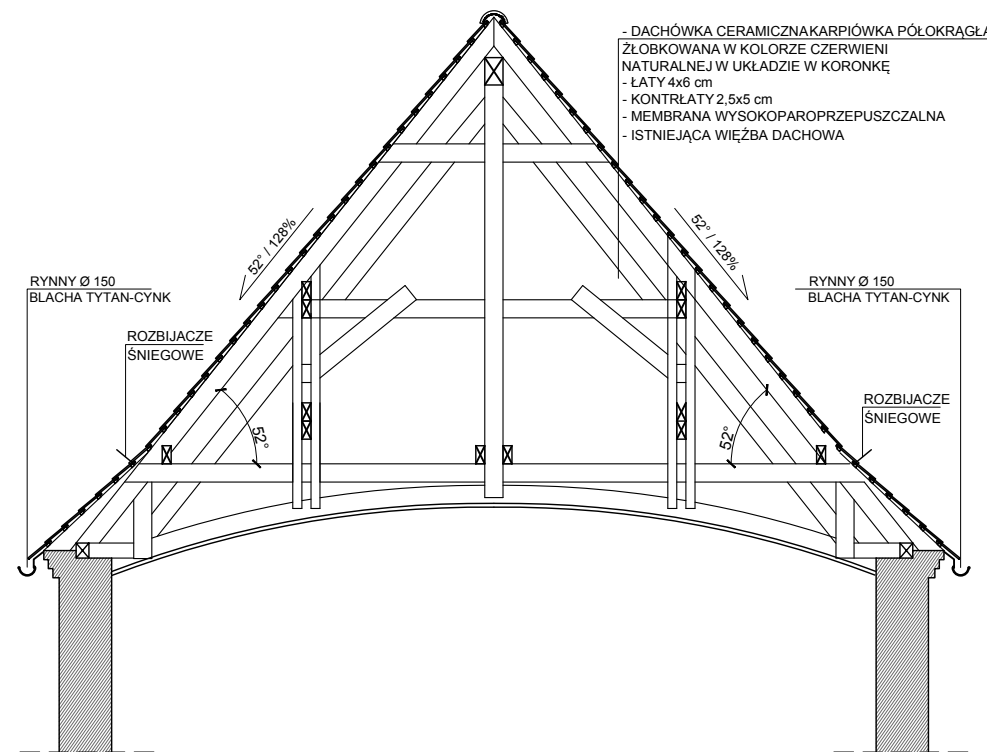 - DACHÓWKA CERAMICZNAKARPIÓWKA PÓŁOKRĄGŁA
ŻŁOBKOWANA W KOLORZE CZERWIENI
NATURALNEJ W UKŁADZIE W KORONKĘ
- ŁATY 4x6 cm
- KONTRŁATY 2,5x5 cm
- MEMBRANA WYSOKOPAROPRZEPUSZCZALNA
- ISTNIEJĄCA WIĘŹBA DACHOWA
52° / 128%
52° / 128%
RYNNY Ø 150
BLACHA TYTAN-CYNK
RYNNY Ø 150
BLACHA TYTAN-CYNK
ROZBIJACZE
ŚNIEGOWE
ROZBIJACZE
ŚNIEGOWE
52°
52°